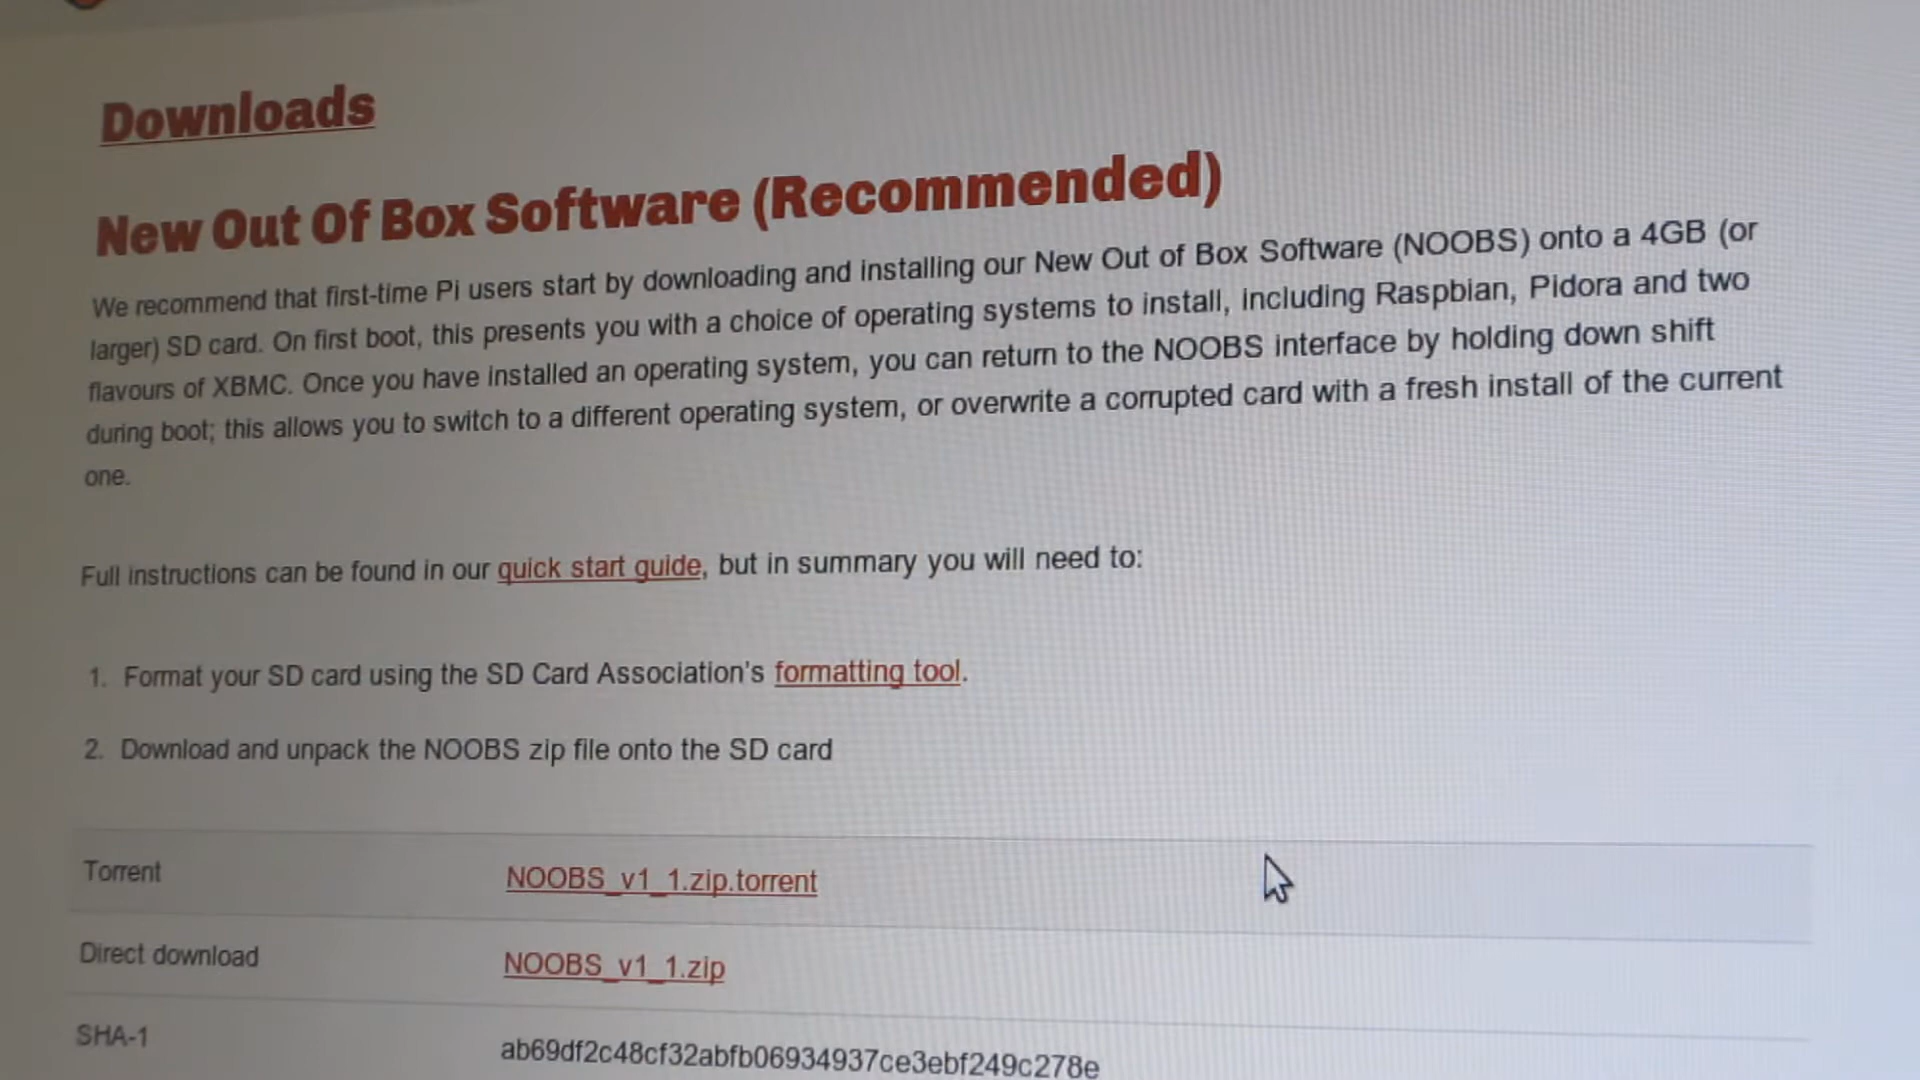 Downloads
New Out Of Box Software (Recommended)
We recommend that first-time Pi users start by downloading and installing our New Out of Box Software (NOOBS) onto a 4GB (or
larger) SD card. On first boot, this presents you with a choice of operating systems to install, including Raspbian, Pidora and two
flavours of XBMC. Once you have installed an operating system, you can return to the NOOBS interface by holding down shift
during boot; this allows you to switch to a different operating system, or overwrite a corrupted card with a fresh install of the current
one.
Full instructions can be found in our quick start guide, but in summary you will need to:
1. Format your SD card using the SD Card Association's formatting tool.
2. Download and unpack the NOOBS zip file onto the SD card
Torrent NOOBS_v1_1.zip.torrent
Direct download NOOBS_v1_1.zip
SHA-1 ab69df2c48cf32abfb06934937ce3ebf249c278e